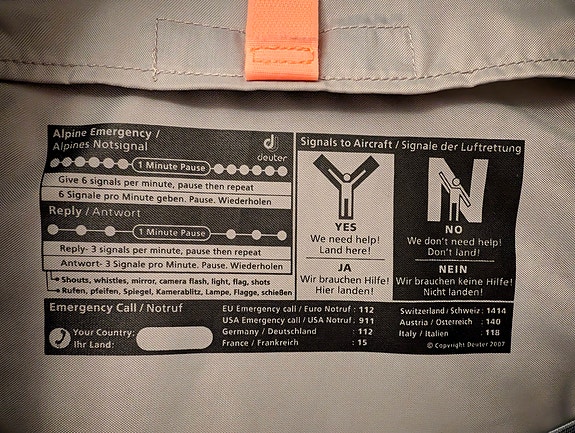 Alpine Emergency /
Alpines Notsignal
deuter
1 Minute Pause
Give 6 signals per minute, pause then repeat
6 Signale pro Minute geben. Pause. Wiederholen
Reply / Antwort
1 Minute Pause
Reply- 3 signals per minute, pause then repeat
Antwort- 3 Signale pro Minute. Pause. Wiederholen
Shouts, whistles, mirror, camera flash, light, flag, shots
Rufen, pfeifen, Spiegel, Kamerablitz, Lampe, Flagge, schießen
Signals to Aircraft / Signale der Luftrettung
Y
YES
We need help!
Land here!
JA
Wir brauchen Hilfe!
Hier landen!
N
NO
We don't need help!
Don't land!
NEIN
Wir brauchen keine Hilfe!
Nicht landen!
Emergency Call / Notruf
Your Country:
Ihr Land:
EU Emergency call / Euro Notruf : 112
USA Emergency call / USA Notruf : 911
Germany / Deutschland : 112
France / Frankreich : 15
Switzerland / Schweiz : 1414
Austria / Österreich : 140
Italy / Italien : 118
© Copyright Deuter 2007